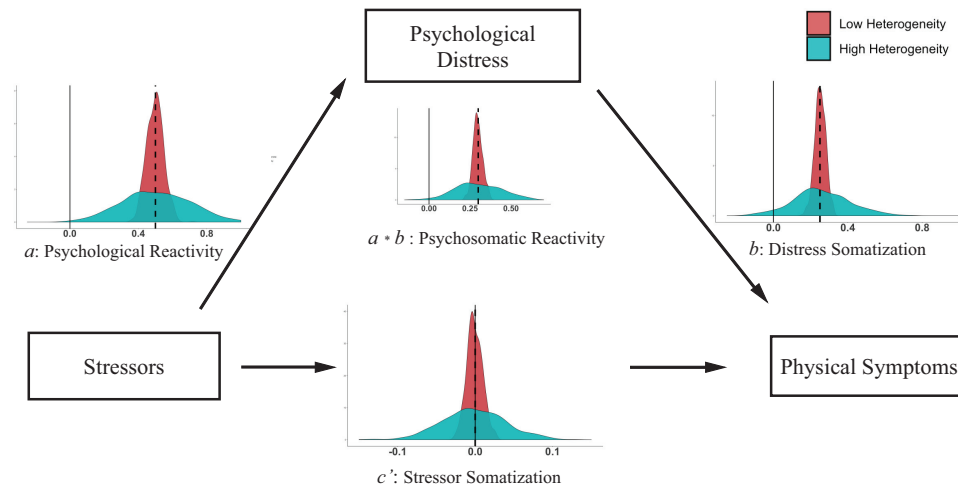 Psychological
Distress
Low Heterogeneity
High Heterogeneity
0.0 0.4 0.8
a: Psychological Reactivity
0.00 0.25 0.50
a * b : Psychosomatic Reactivity
0.0 0.4 0.8
b: Distress Somatization
Stressors
Physical Symptoms
-0.1 0.0 0.1
c’: Stressor Somatization